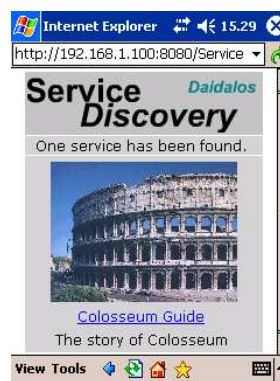 Internet Explorer 15.29
http://192.168.1.100:8080/Service
Service Daidalos
Discovery
One service has been found.
Colosseum Guide
The story of Colosseum
View Tools